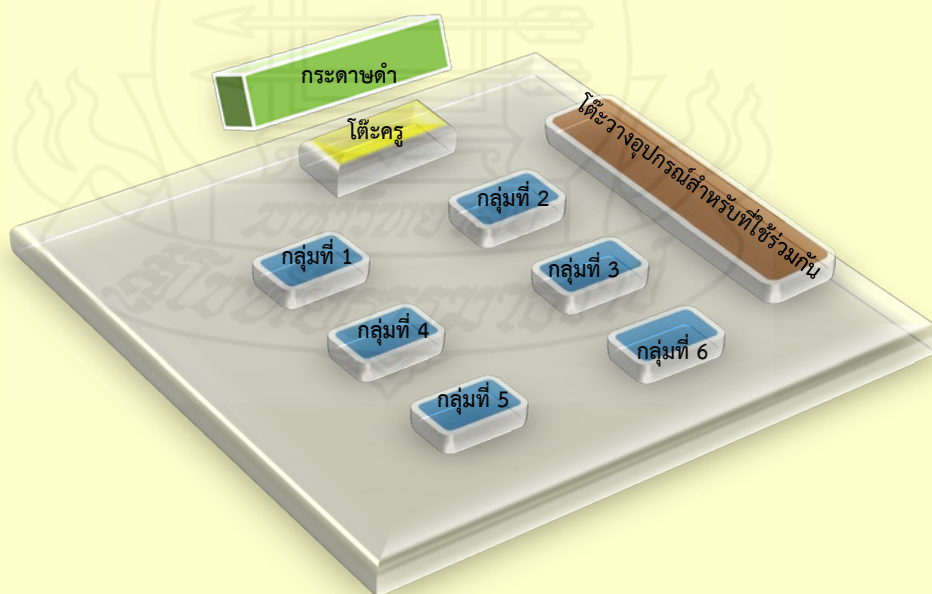 กระดาษดำ
โต๊ะครู
โต๊ะวางอุปกรณ์สำหรับที่ใช้ร่วมกัน
กลุ่มที่ 2
กลุ่มที่ 1
กลุ่มที่ 3
กลุ่มที่ 4
กลุ่มที่ 6
กลุ่มที่ 5